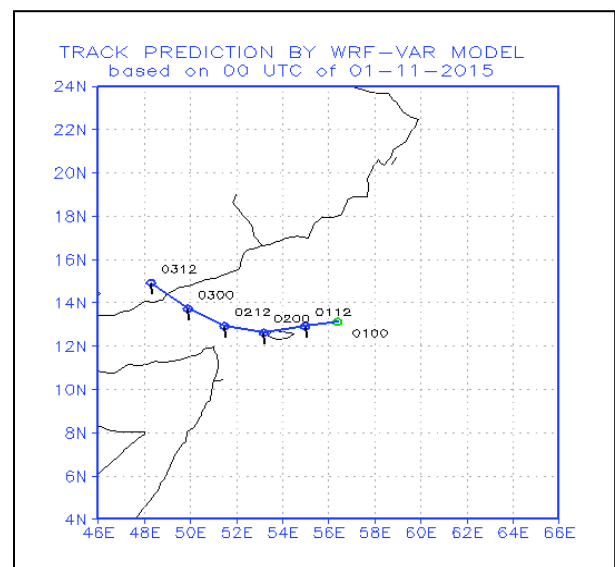 TRACK PREDICTION BY WRF-VAR MODEL
based on 00 UTC of 01-11-2015
24N
22N
20N
18N
16N
14N
12N
10N
8N
6N
4N
0312
0300
0212
0200
0112
0100
46E 48E 50E 52E 54E 56E 58E 60E 62E 64E 66E